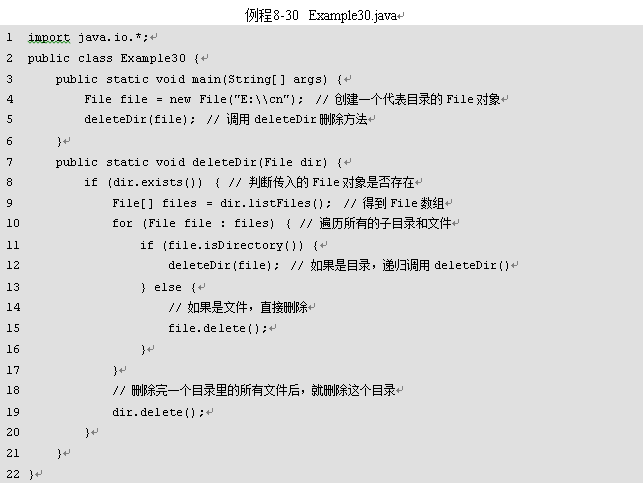 例程8-30 Example30.java↵
1 import java.io.*;↵
2 public class Example30 {↵
3     public static void main(String[] args) {↵
4         File file = new File("E:\\cn"); // 创建一个代表目录的 File 对象↵
5         deleteDir(file); // 调用 deleteDir 删除方法↵
6     }↵
7     public static void deleteDir(File dir) {↵
8         if (dir.exists()) { // 判断传入的 File 对象是否存在↵
9             File[] files = dir.listFiles(); // 得到 File 数组↵
10             for (File file : files) { // 遍历所有的子目录和文件↵
11                 if (file.isDirectory()) {↵
12                     deleteDir(file); // 如果是目录，递归调用 deleteDir()↵
13                 } else {↵
14                     // 如果是文件，直接删除↵
15                     file.delete();↵
16                 }↵
17             }↵
18             // 删除完一个目录里的所有文件后，就删除这个目录↵
19             dir.delete();↵
20         }↵
21     }↵
22 }↵